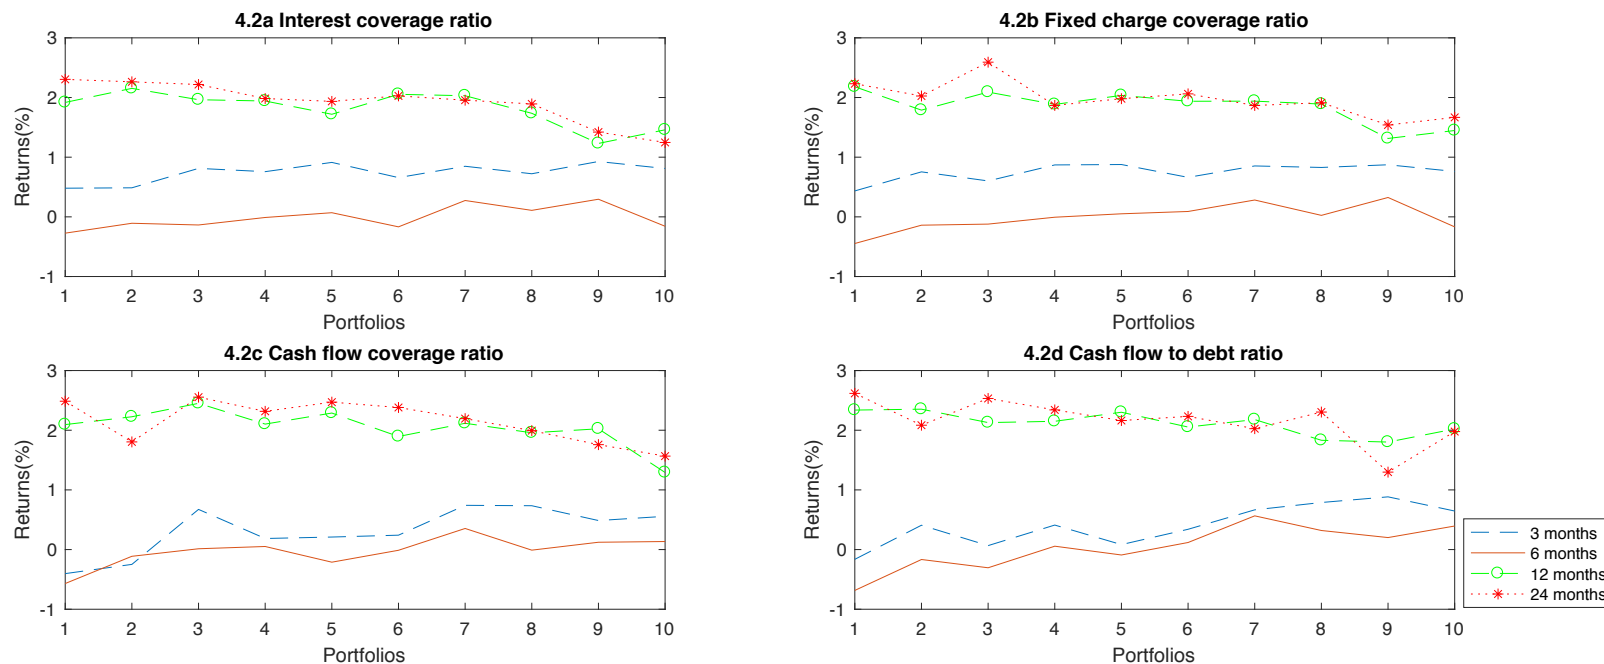 4.2a Interest coverage ratio
3
2
1
0
-1
Returns(%)
1 2 3 4 5 6 7 8 9 10
Portfolios
4.2b Fixed charge coverage ratio
3
2
1
0
-1
Returns(%)
1 2 3 4 5 6 7 8 9 10
Portfolios
4.2c Cash flow coverage ratio
3
2
1
0
-1
Returns(%)
1 2 3 4 5 6 7 8 9 10
Portfolios
4.2d Cash flow to debt ratio
3
2
1
0
-1
Returns(%)
1 2 3 4 5 6 7 8 9 10
Portfolios
3 months
6 months
12 months
24 months